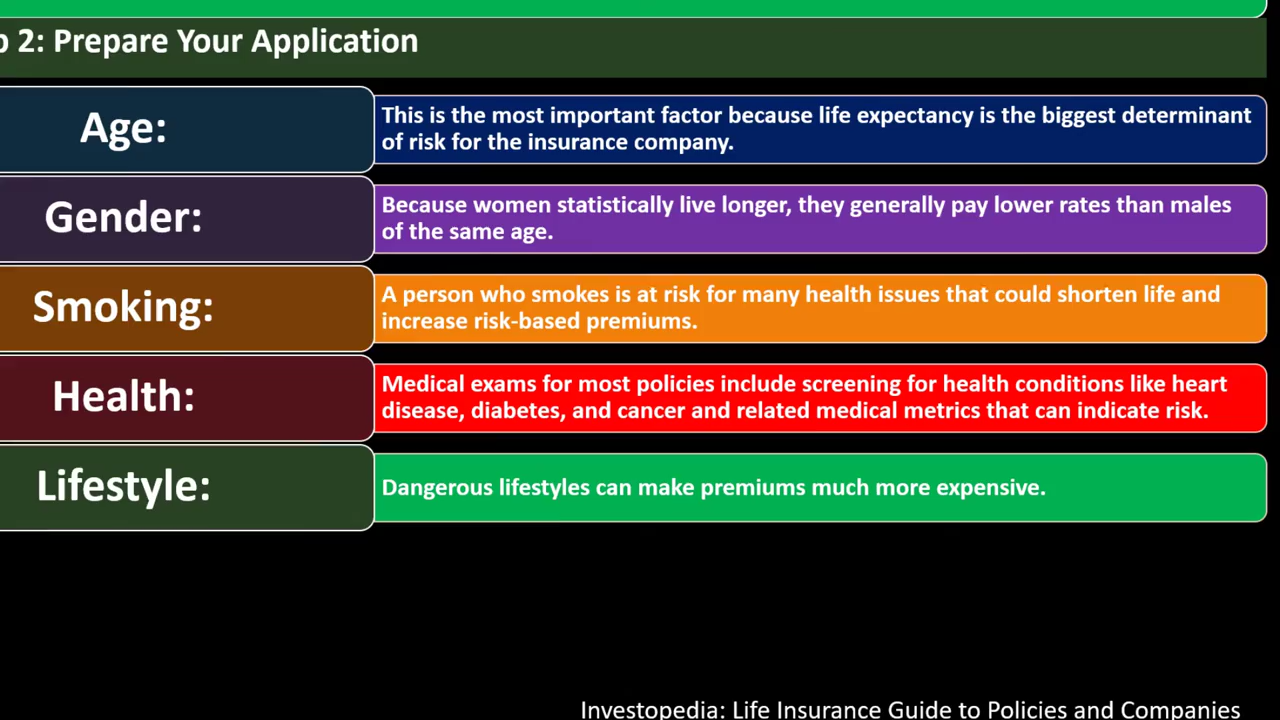 p 2: Prepare Your Application
Age:
This is the most important factor because life expectancy is the biggest determinant
of risk for the insurance company.
Gender:
Because women statistically live longer, they generally pay lower rates than males
of the same age.
Smoking:
A person who smokes is at risk for many health issues that could shorten life and
increase risk-based premiums.
Health:
Medical exams for most policies include screening for health conditions like heart
disease, diabetes, and cancer and related medical metrics that can indicate risk.
Lifestyle:
Dangerous lifestyles can make premiums much more expensive.
Investopedia: Life Insurance Guide to Policies and Companies